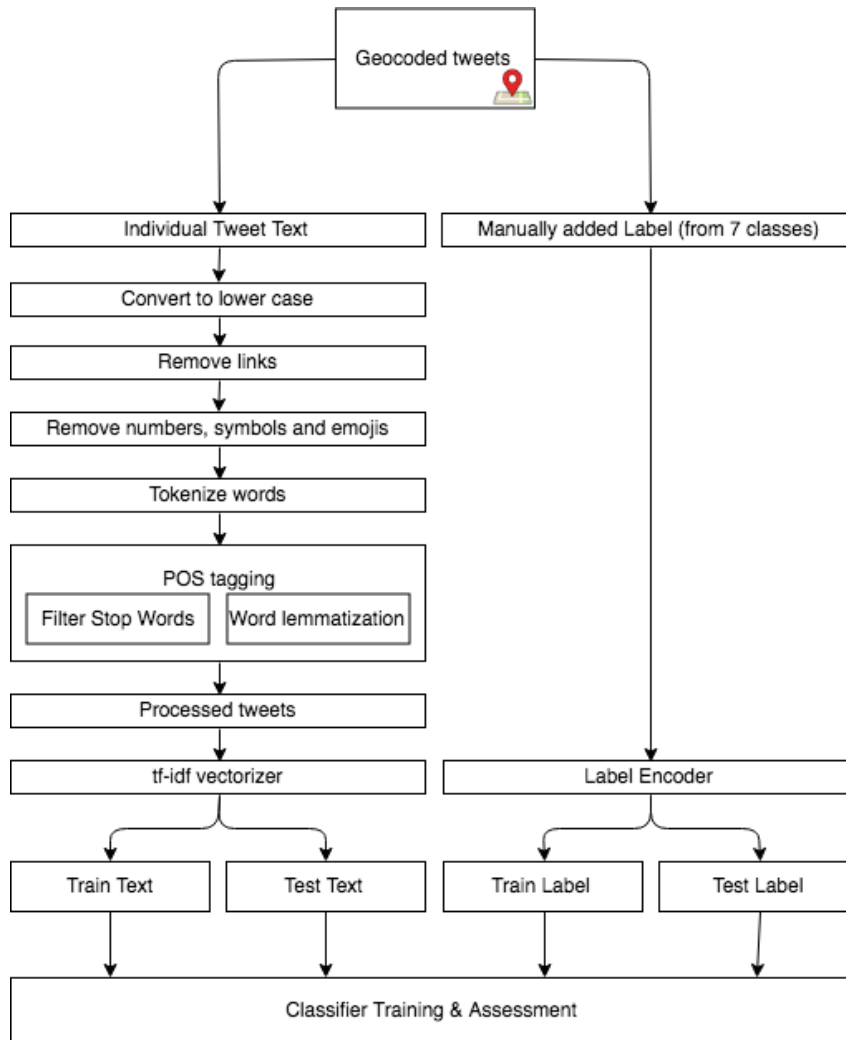 Geocoded tweets
Individual Tweet Text
Manually added Label (from 7 classes)
Convert to lower case
Remove links
Remove numbers, symbols and emojis
Tokenize words
POS tagging
Filter Stop Words
Word lemmatization
Processed tweets
tf-idf vectorizer
Label Encoder
Train Text
Test Text
Train Label
Test Label
Classifier Training & Assessment